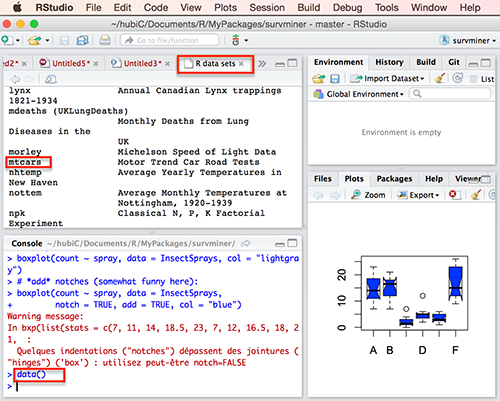 RStudio File Edit Code View Plots Session Build Debug Tools Window
~/hubiC/Documents/R/MyPackages/survminer - master - RStudio
Go to file/function
survminer
ed2* Untitled5* Untitled3* R data sets
lynx Annual Canadian Lynx trappings
1821-1934
mdeaths (UKLungDeaths)
Monthly Deaths from Lung
Diseases in the
UK
morley Michelson Speed of Light Data
mtcars Motor Trend Car Road Tests
nhtemp Average Yearly Temperatures in
New Haven
nottem Average Monthly Temperatures at
Nottingham, 1920-1939
npk Classical N, P, K Factorial
Experiment
Console ~/hubiC/Documents/R/MyPackages/survminer/
> boxplot(count ~ spray, data = InsectSprays, col = "lightgra
y")
> # *add* notches (somewhat funny here):
> boxplot(count ~ spray, data = InsectSprays,
+ notch = TRUE, add = TRUE, col = "blue")
Warning message:
In bxp(list(stats = c(7, 11, 14, 18.5, 23, 7, 12, 16.5, 18, 2
1, :
Quelques indentations ("notches") dépassent des jointures (
"hinges") ('box') : utilisez peut-être notch=FALSE
> data()
>
Environment History Build Git
Import Dataset List
Global Environment
Environment is empty
Files Plots Packages Help Viewer
Zoom Export
0 10 20
A B D F